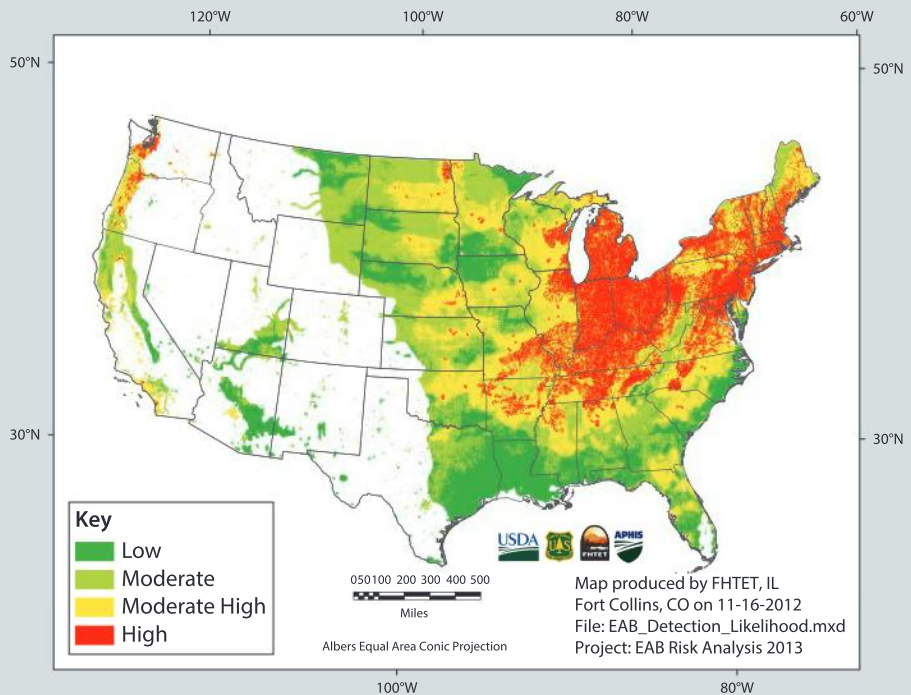 120°W 100°W 80°W 60°W
50°N 50°N
30°N 30°N
Key
Low
Moderate
Moderate High
High
USDA
UAS
FHTET
APHIS
050100 200 300 400 500
Miles
Albers Equal Area Conic Projection
Map produced by FHTET, IL
Fort Collins, CO on 11-16-2012
File: EAB_Detection_Likelihood.mxd
Project: EAB Risk Analysis 2013
100°W 80°W